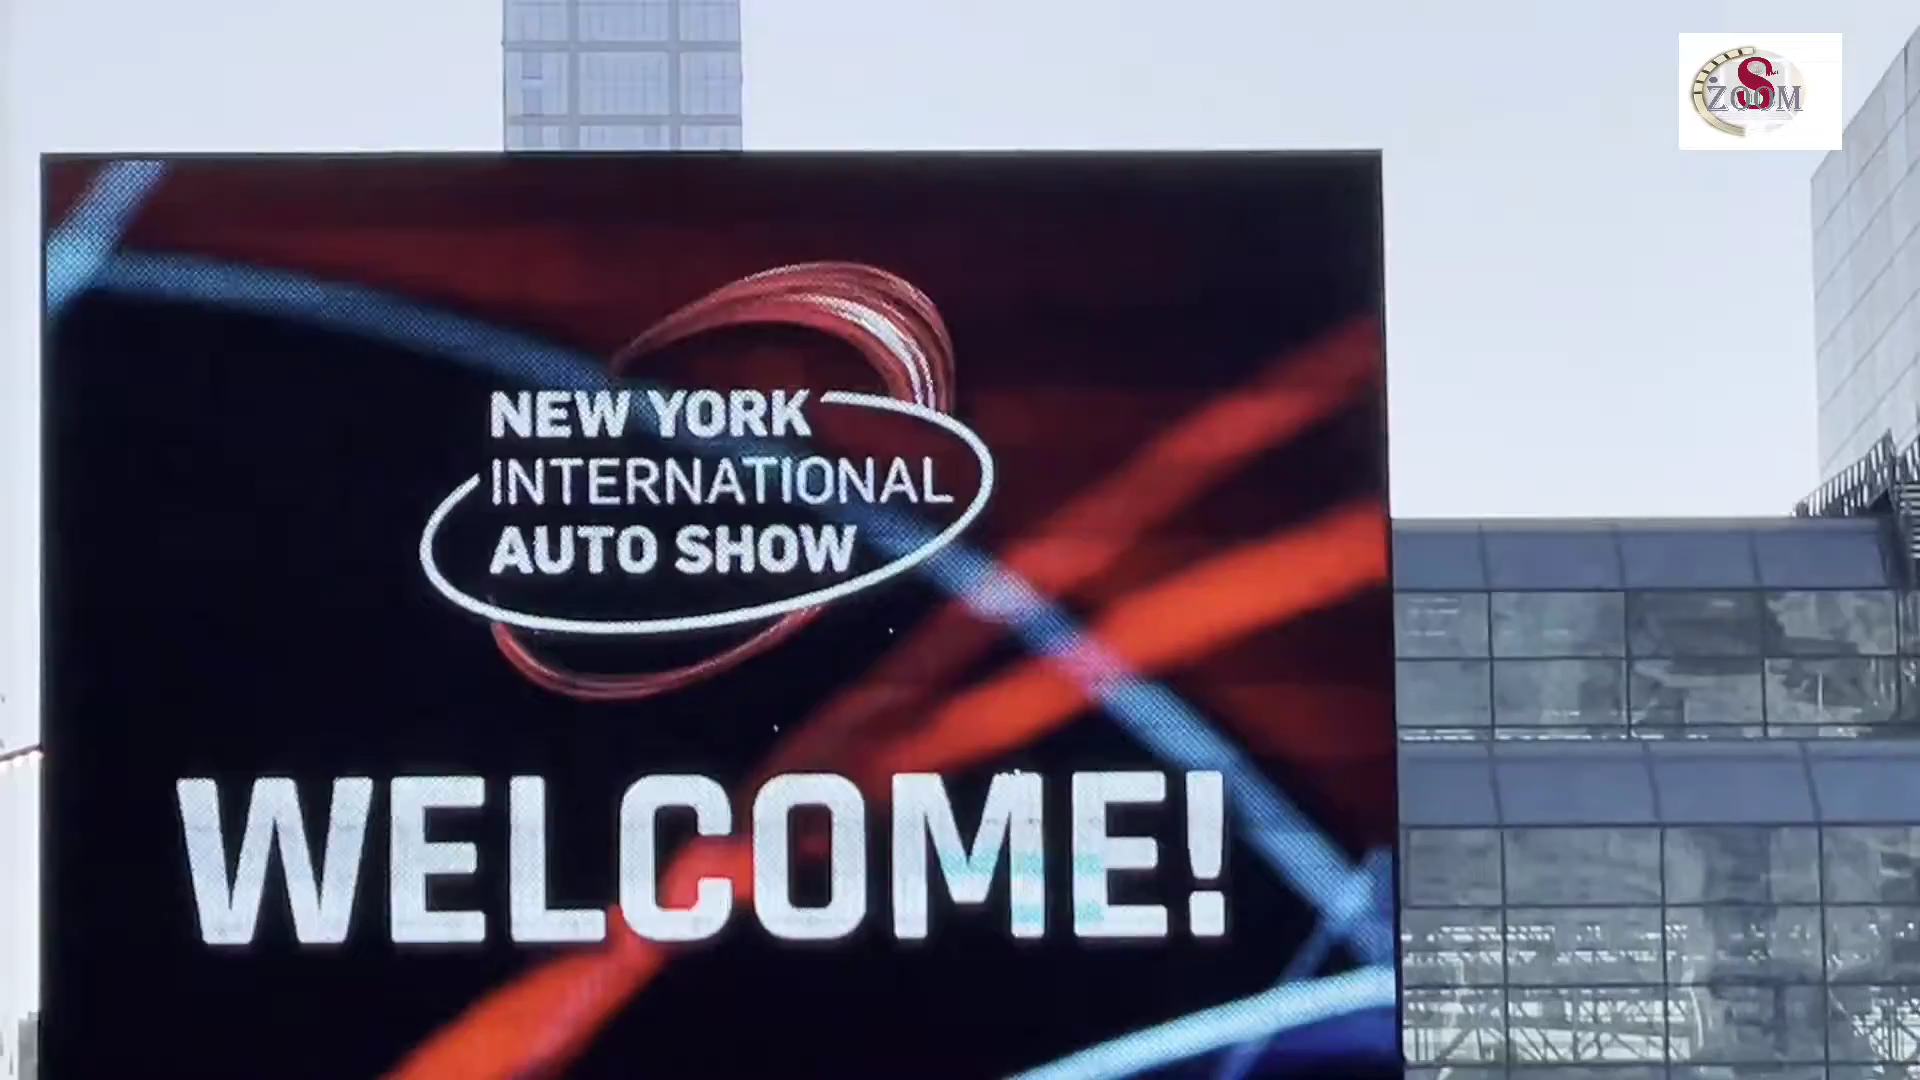 S
ZOOM
NEW YORK
INTERNATIONAL
AUTO SHOW
WELCOME!